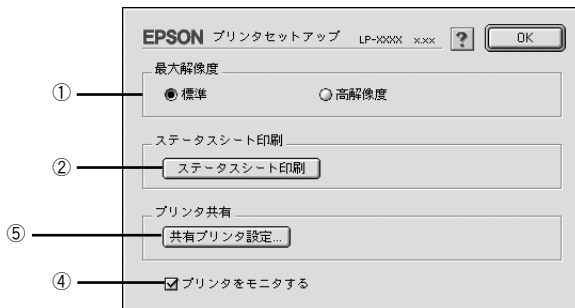 EPSON プリンタセットアップ LP-XXXX x.xx ? OK
最大解像度
① 標準 高解像度
ステータスシート印刷
② ステータスシート印刷
プリンタ共有
⑤ 共有プリンタ設定...
④ プリンタをモニタする